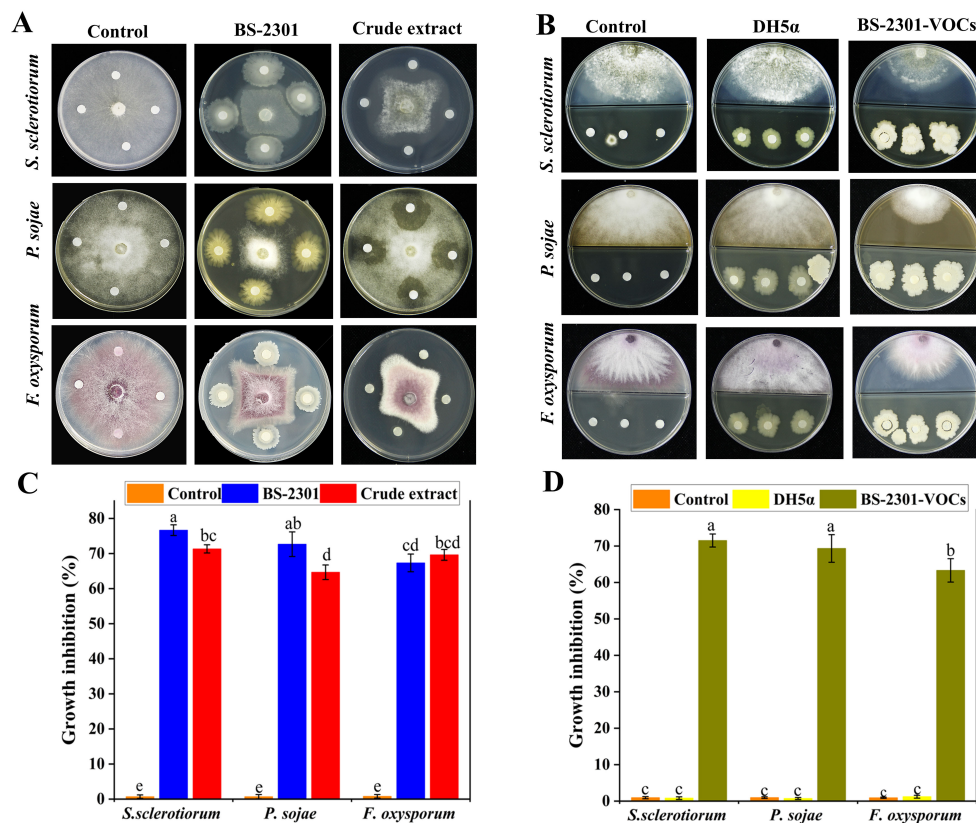 A
Control
BS-2301
Crude extract
S. sclerotiorum
P. sojae
F. oxysporum
B
Control
DH5α
BS-2301-VOCs
S. sclerotiorum
P. sojae
F. oxysporum
C
Control BS-2301 Crude extract
Growth inhibition (%)
80
70
60
50
40
30
20
10
0
a
bc
ab
d
cd
bcd
e
e
e
S.sclerotiorum
P. sojae
F. oxysporum
D
Control DH5α BS-2301-VOCs
Growth inhibition (%)
80
70
60
50
40
30
20
10
0
a
a
b
c
c
c
c
c
c
S.sclerotiorum
P. sojae
F. oxysporum